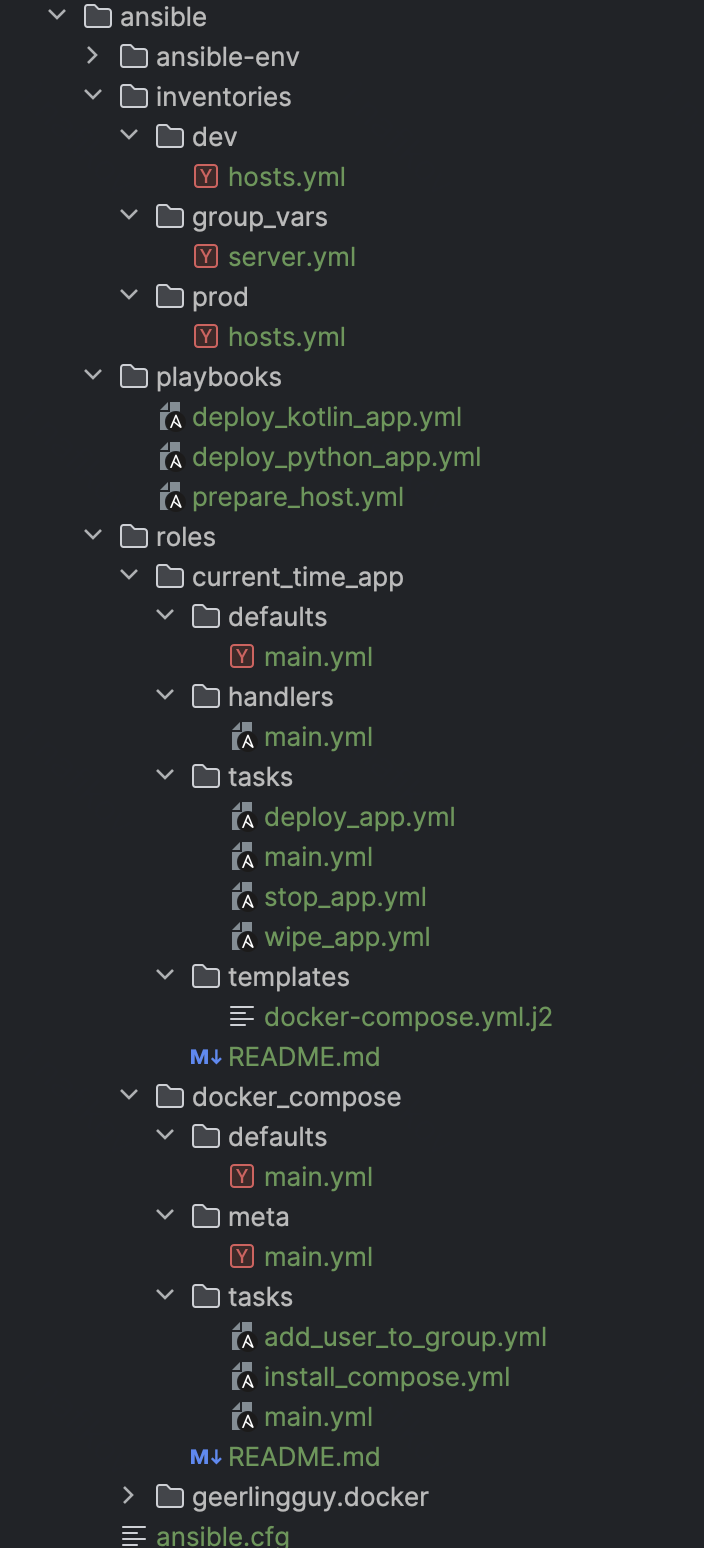 ansible
ansible-env
inventories
dev
Y hosts.yml
group_vars
Y server.yml
prod
Y hosts.yml
playbooks
A deploy_kotlin_app.yml
A deploy_python_app.yml
A prepare_host.yml
roles
current_time_app
defaults
Y main.yml
handlers
A main.yml
tasks
A deploy_app.yml
A main.yml
A stop_app.yml
A wipe_app.yml
templates
docker-compose.yml.j2
M↓ README.md
docker_compose
defaults
Y main.yml
meta
Y main.yml
tasks
A add_user_to_group.yml
A install_compose.yml
A main.yml
M↓ README.md
geerlingguy.docker
ansible.cfg